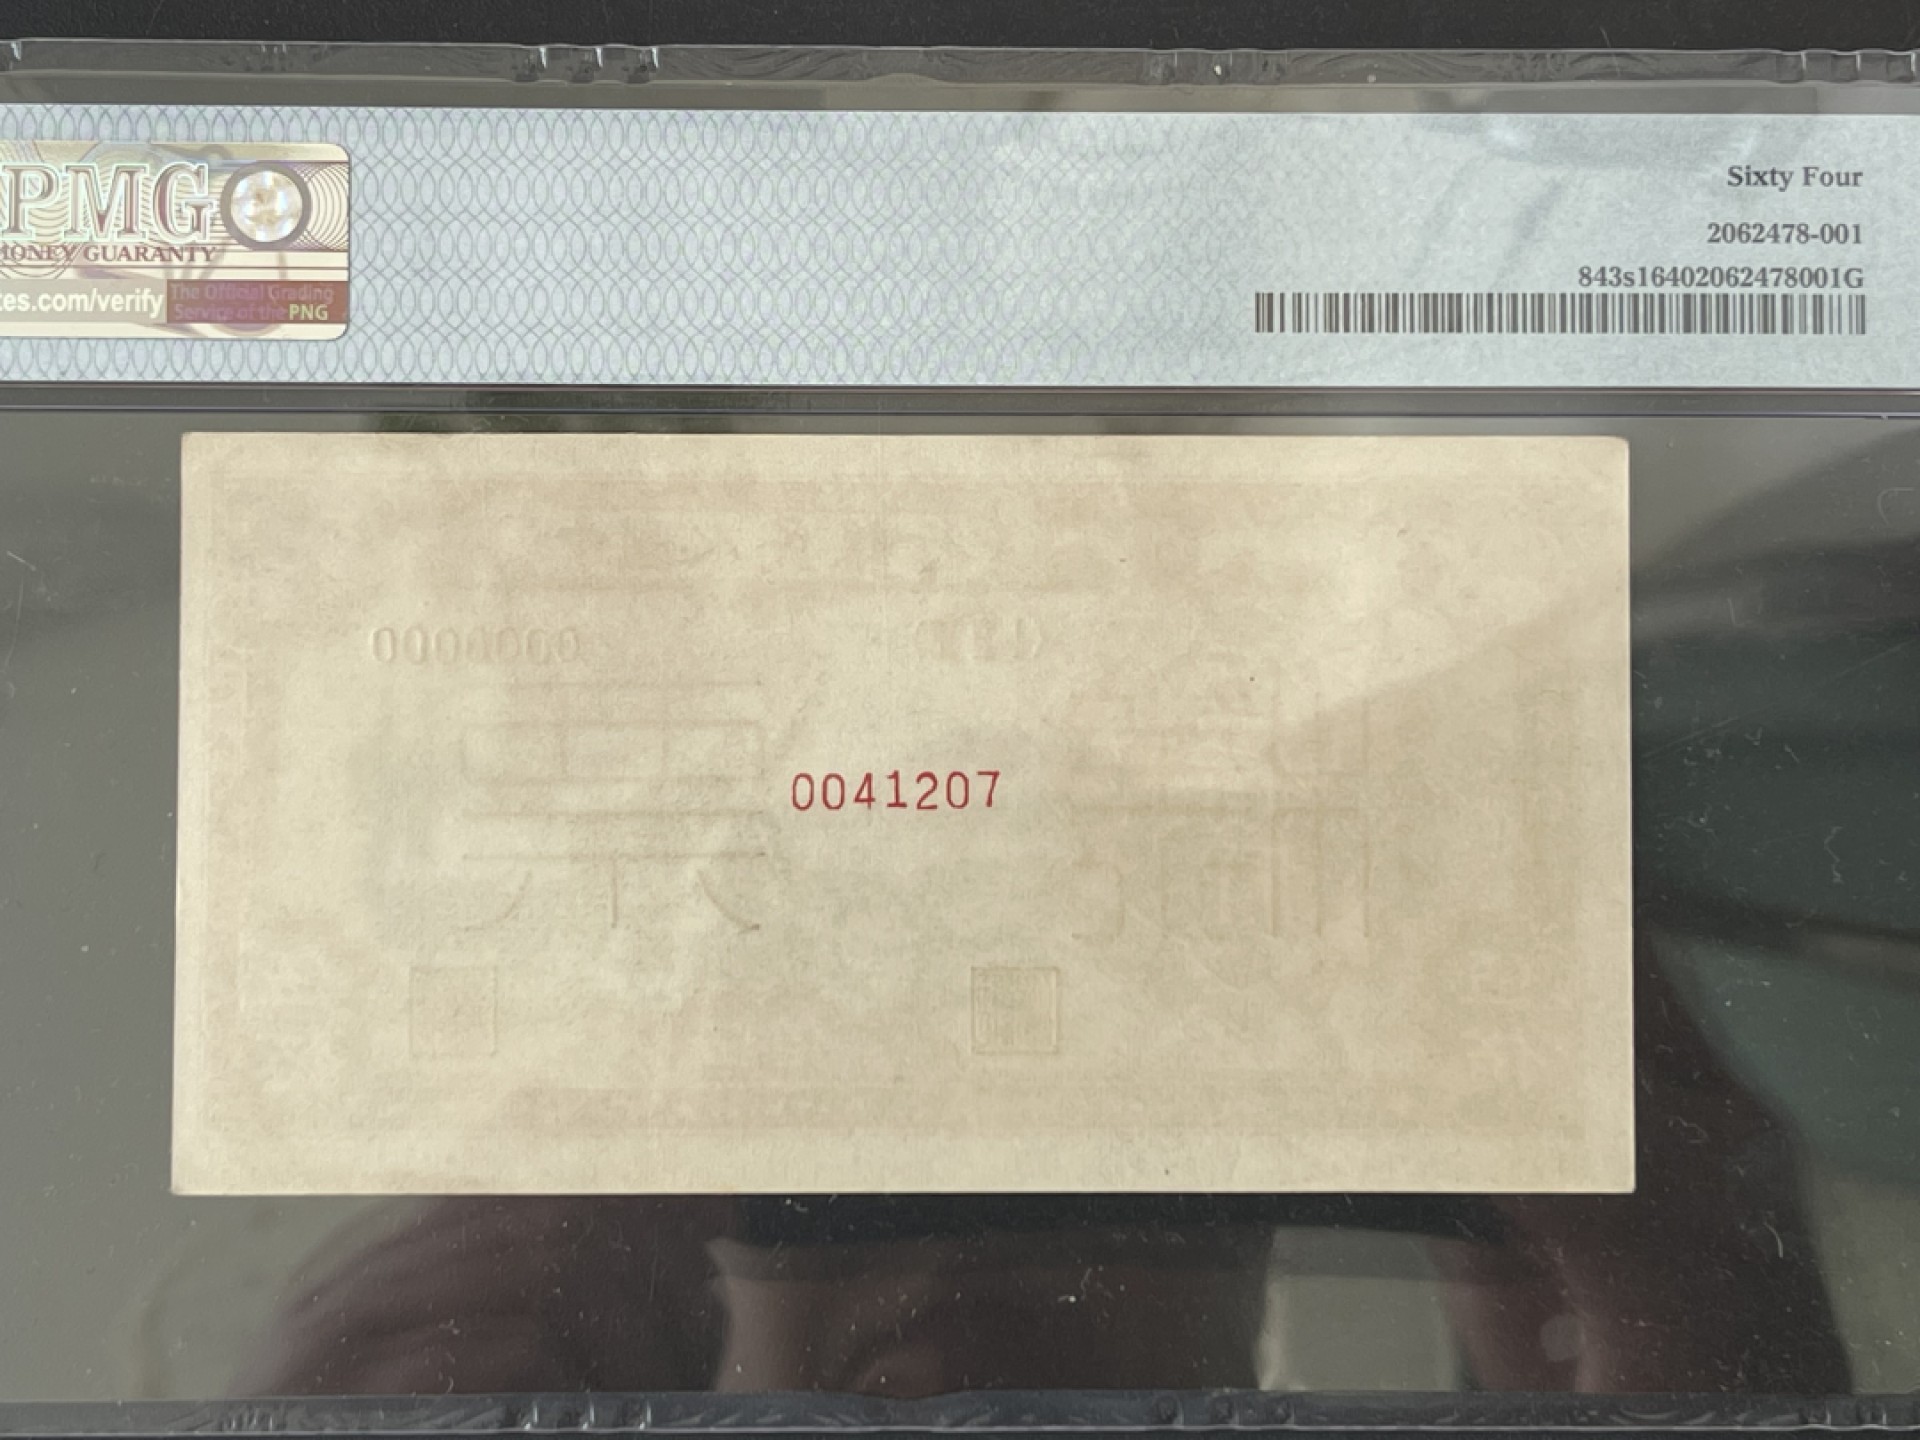 PMG
MONEY GUARANTY
tes.com/verify
The Official Grading
Service of the PNG
Sixty Four
2062478-001
843s16402062478001G
0000000
0041207